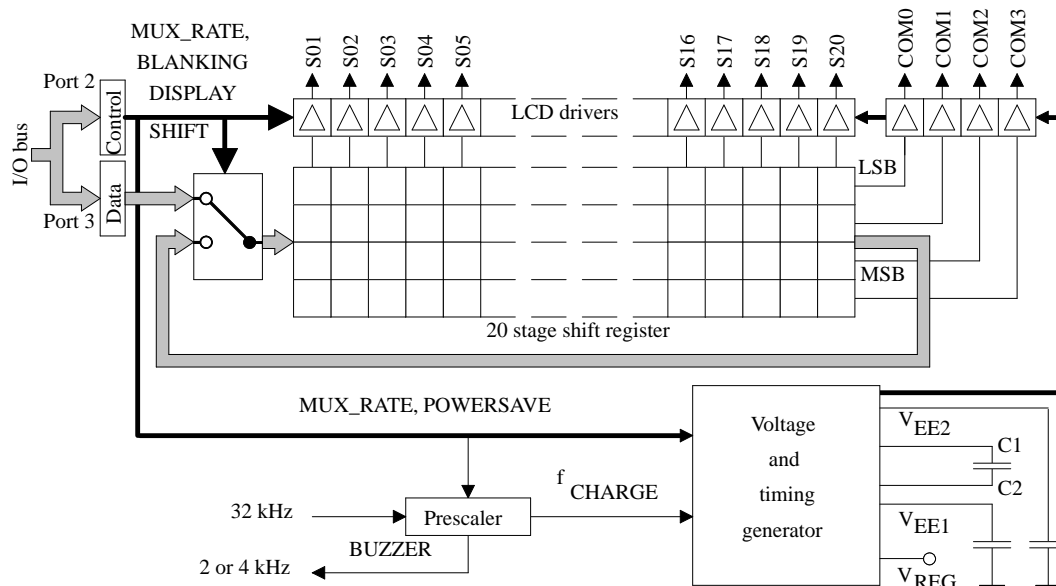 MUX_RATE,
BLANKING
DISPLAY
SHIFT
Port 2
Control
I/O bus
Port 3
Data
S01
S02
S03
S04
S05
S16
S17
S18
S19
S20
COM0
COM1
COM2
COM3
LCD drivers
LSB
MSB
20 stage shift register
MUX_RATE, POWERSAVE
Voltage
and
timing
generator
VEE2
C1
C2
VEE1
VREG
f CHARGE
32 kHz
Prescaler
BUZZER
2 or 4 kHz